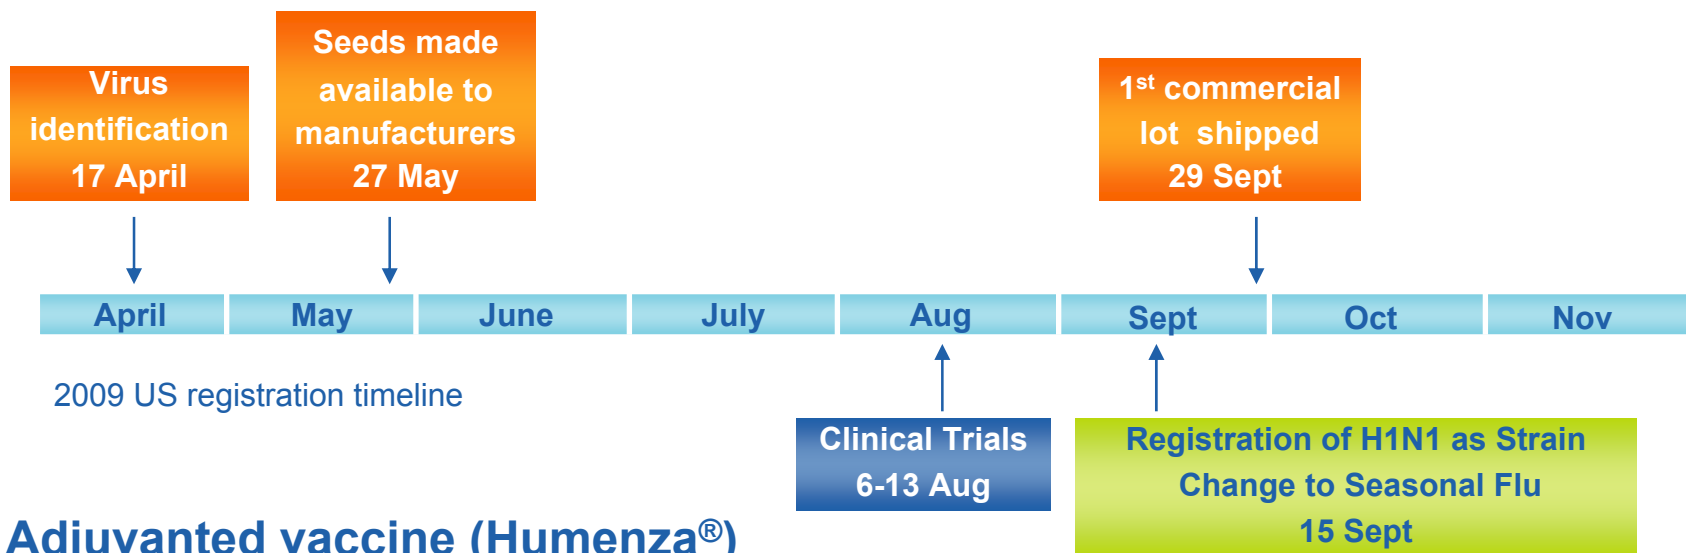 Virus
identification
17 April
Seeds made
available to
manufacturers
27 May
1st commercial
lot shipped
29 Sept
April May June July Aug Sept Oct Nov
2009 US registration timeline
Clinical Trials
6-13 Aug
Registration of H1N1 as Strain
Change to Seasonal Flu
15 Sept
Adjuvanted vaccine (Humenza®)